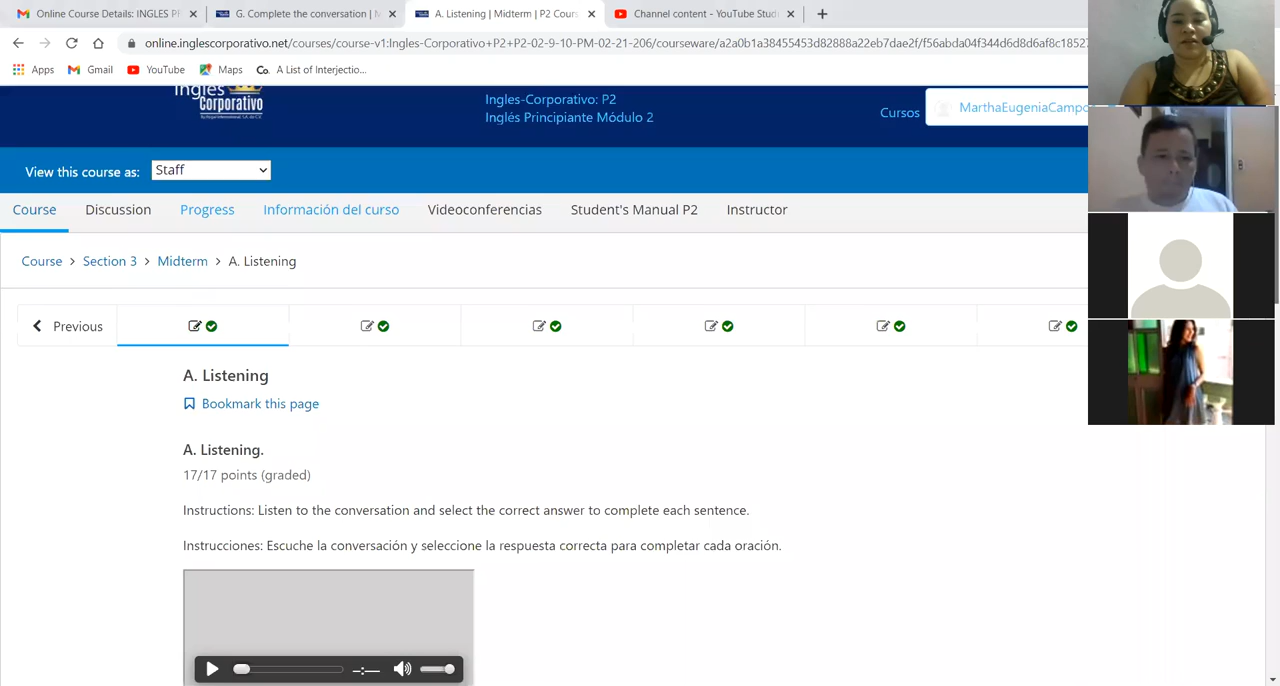 Online Course Details: INGLES PF
G. Complete the conversation | M
A. Listening | Midterm | P2 Cours
Channel content - YouTube Studi
online.inglescorporativo.net/courses/course-v1:Ingles-Corporativo+P2+P2-02-9-10-PM-02-21-206/courseware/a2a0b1a38455453d82888a22eb7dae2f/f56abda04f344d6d8d6af8c18527
Apps Gmail YouTube Maps Co. A List of Interjectio...
Ingles
Corporativo
Ingles-Corporativo: P2
Inglés Principiante Módulo 2
Cursos
MarthaEugeniaCampo
View this course as: Staff
Course Discussion Progress Información del curso Videoconferencias Student's Manual P2 Instructor
Course > Section 3 > Midterm > A. Listening
Previous
A. Listening
Bookmark this page
A. Listening.
17/17 points (graded)
Instructions: Listen to the conversation and select the correct answer to complete each sentence.
Instrucciones: Escuche la conversación y seleccione la respuesta correcta para completar cada oración.
-:--